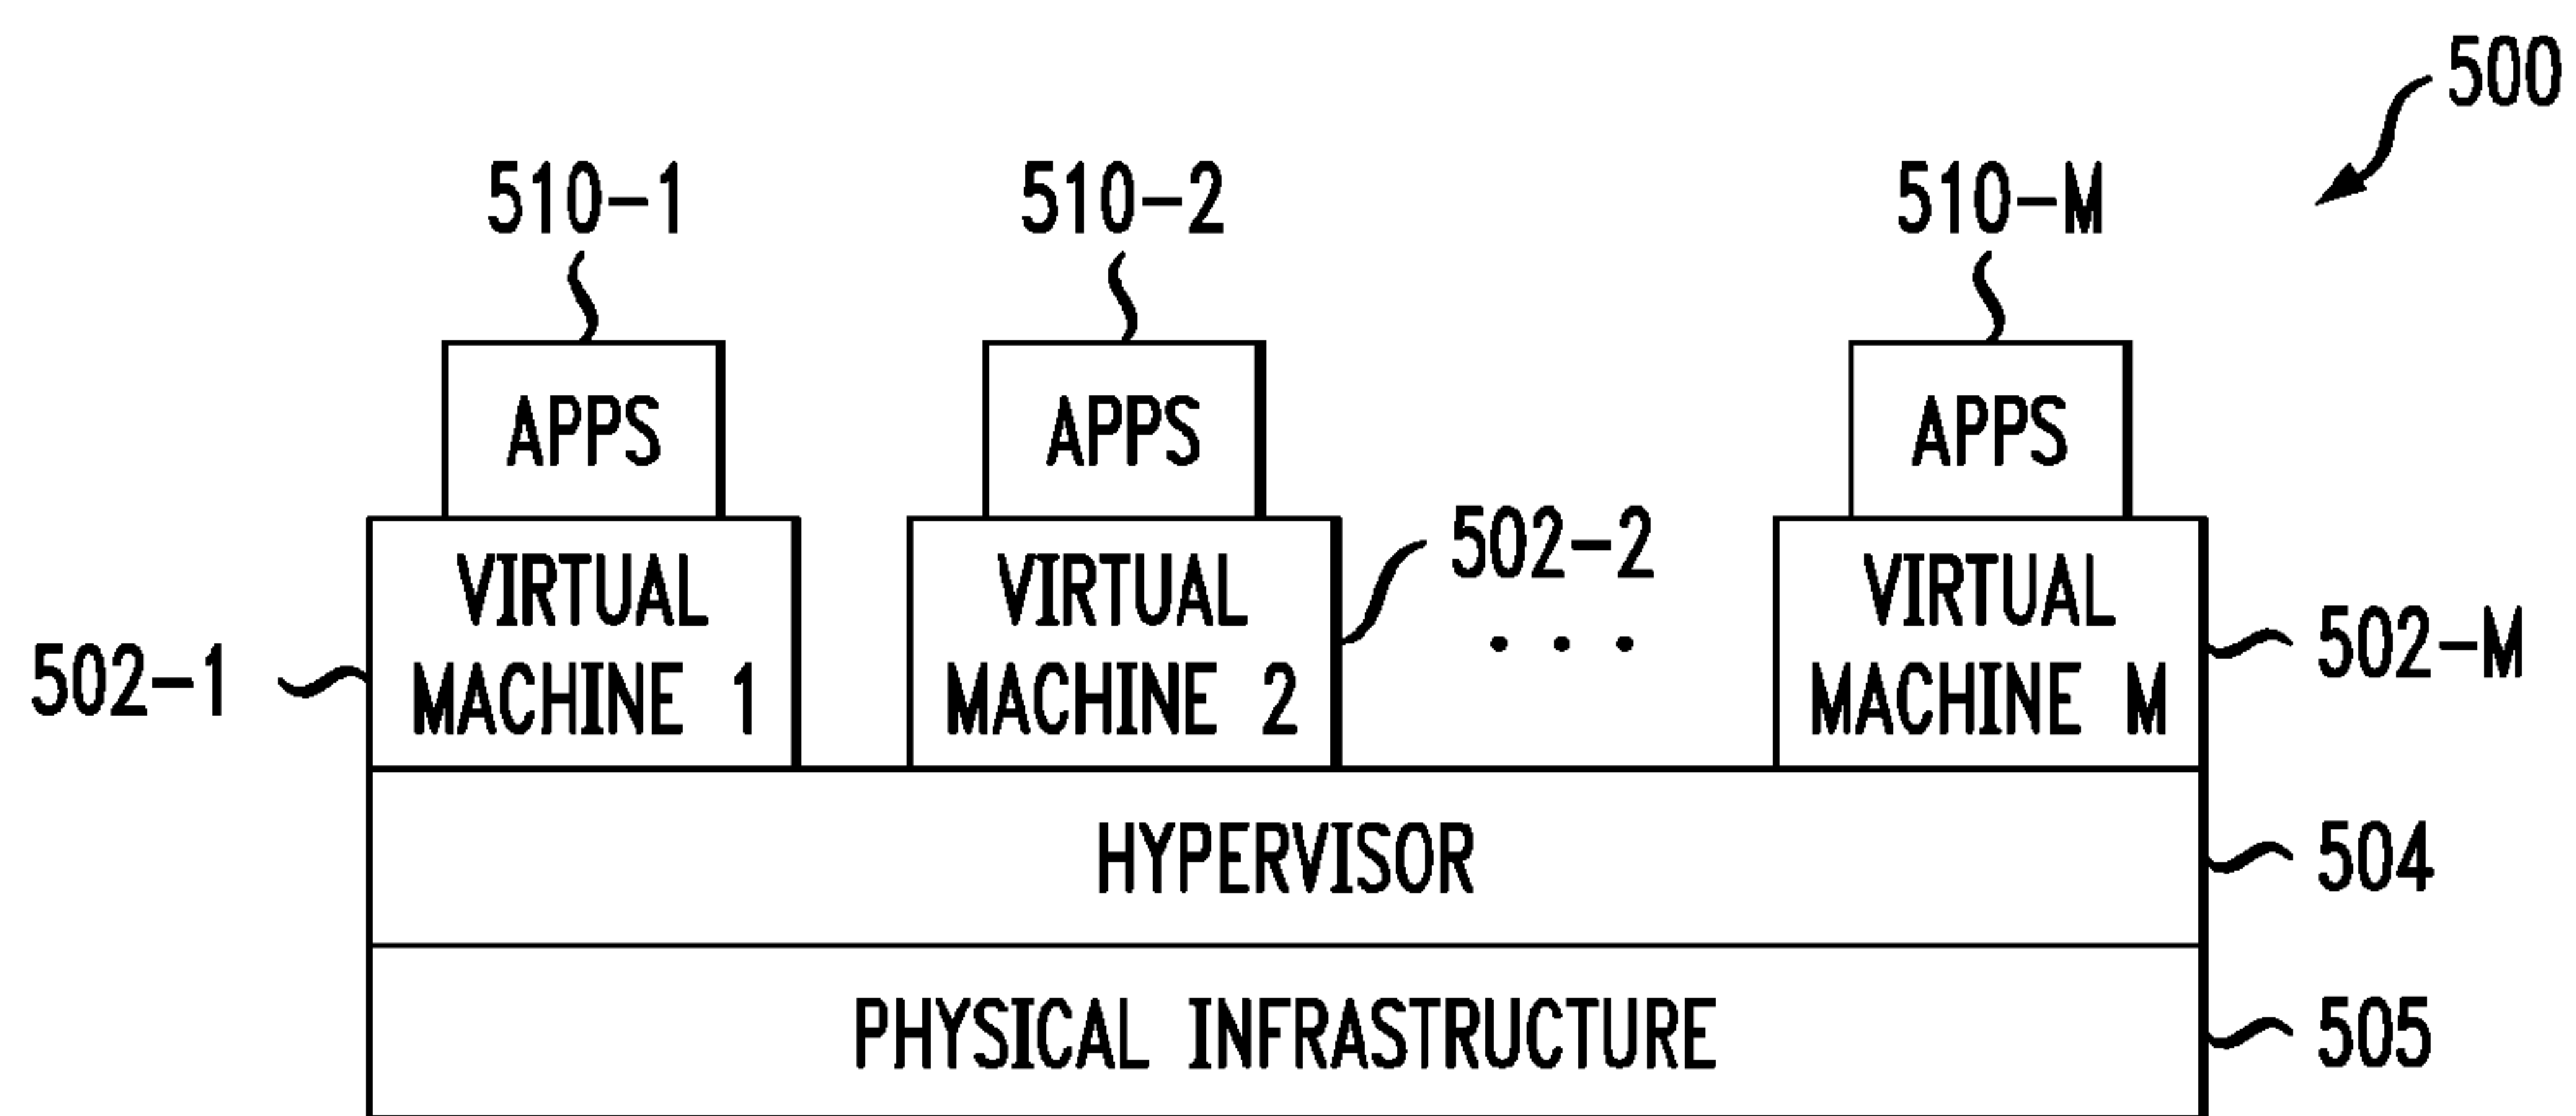 500
510-1
510-2
510-M
APPS
APPS
APPS
502-1
VIRTUAL
MACHINE 1
VIRTUAL
MACHINE 2
502-2
. . .
VIRTUAL
MACHINE M
502-M
HYPERVISOR
504
PHYSICAL INFRASTRUCTURE
505